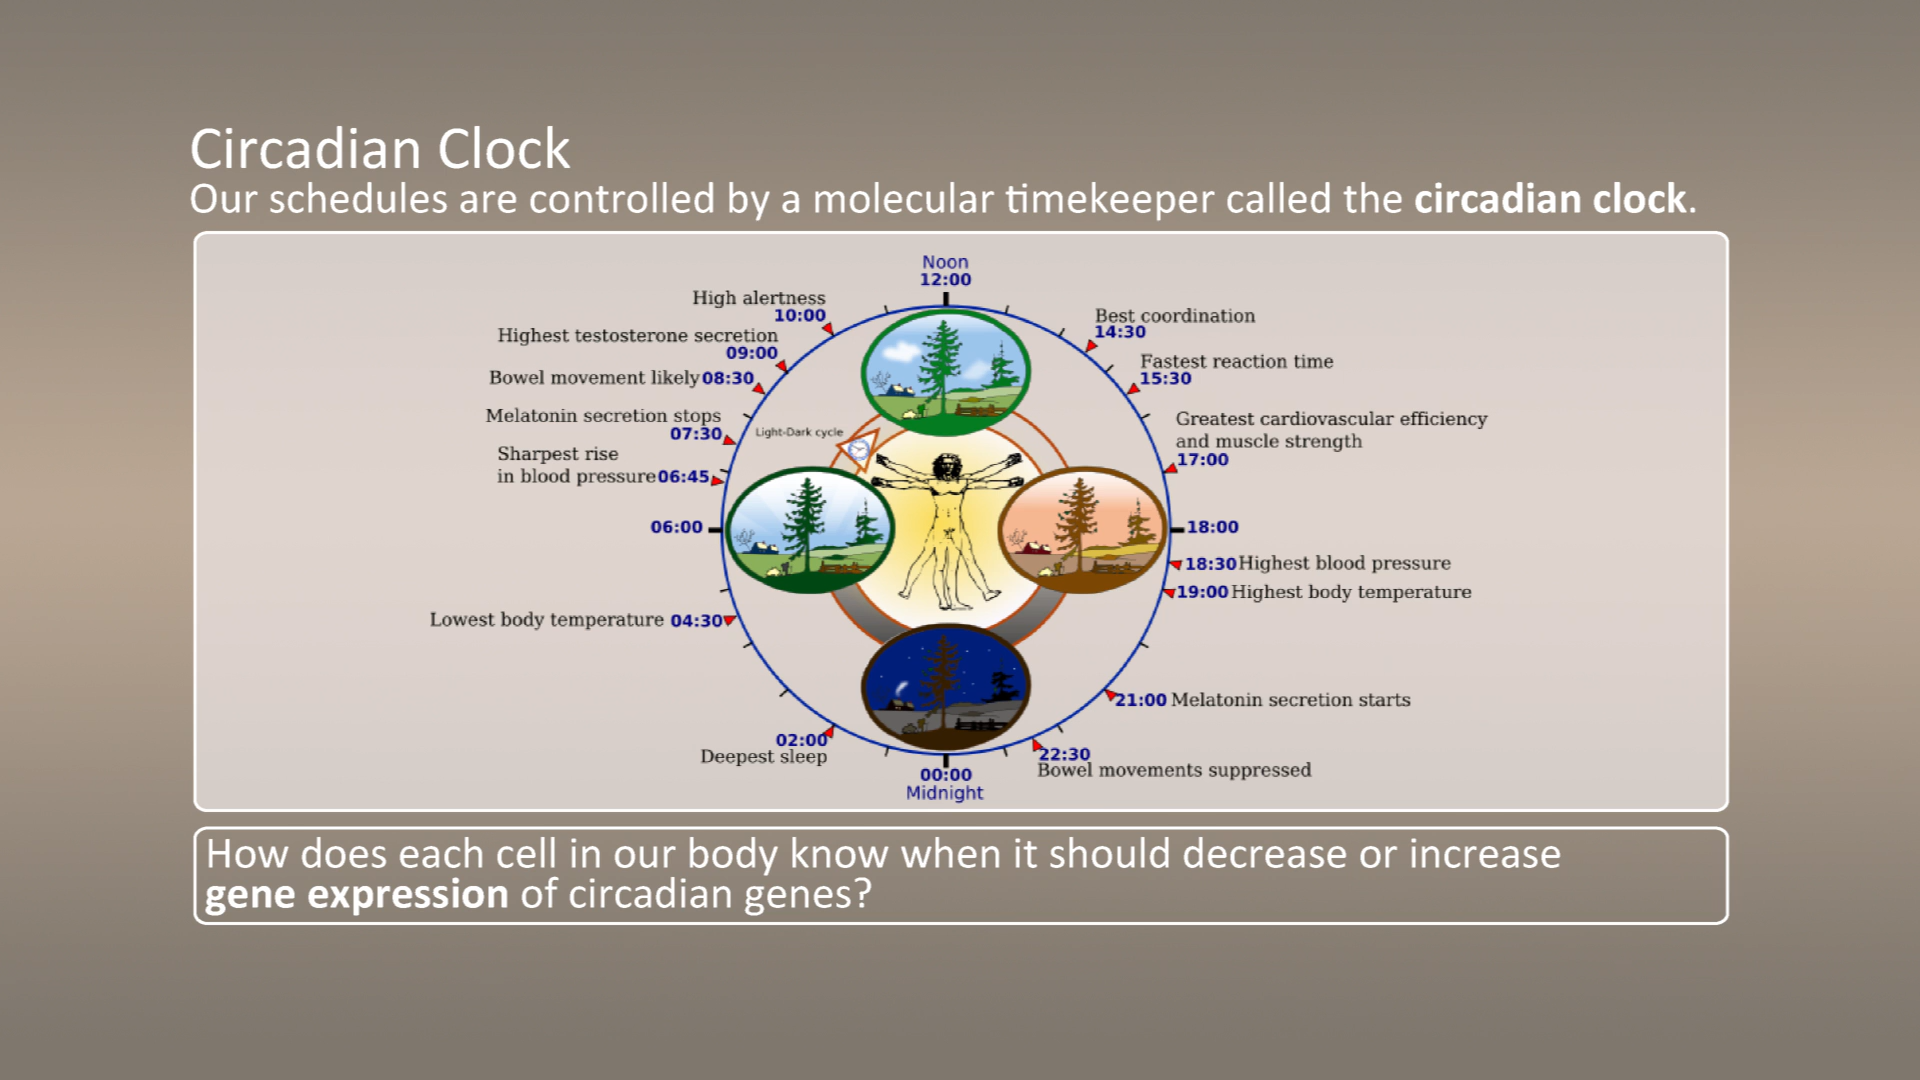 Circadian Clock
Our schedules are controlled by a molecular timekeeper called the circadian clock.
Noon
12:00
High alertness
10:00
Highest testosterone secretion
09:00
Bowel movement likely 08:30
Melatonin secretion stops
07:30
Sharpest rise
in blood pressure 06:45
06:00
Lowest body temperature 04:30
02:00
Deepest sleep
00:00
Midnight
Light-Dark cycle
Best coordination
14:30
Fastest reaction time
15:30
Greatest cardiovascular efficiency
and muscle strength
17:00
18:00
18:30 Highest blood pressure
19:00 Highest body temperature
21:00 Melatonin secretion starts
22:30
Bowel movements suppressed
How does each cell in our body know when it should decrease or increase
gene expression of circadian genes?